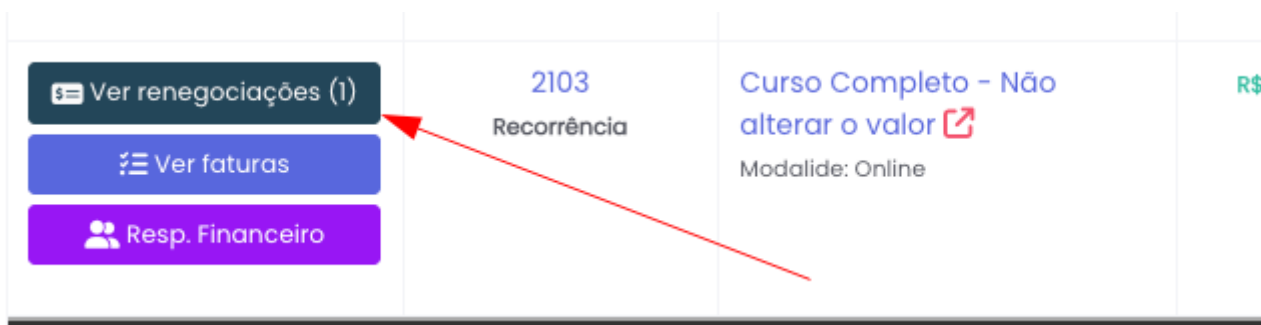 Ver renegociações (1)
Ver faturas
Resp. Financeiro
2103
Recorrência
Curso Completo - Não
alterar o valor
Modalide: Online
R$